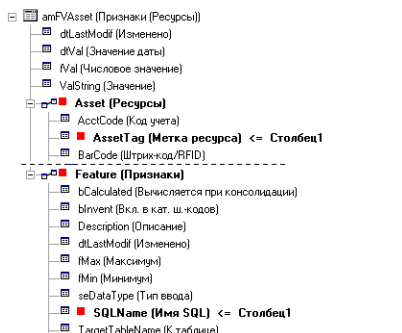 amFVAsset (Признаки (Ресурсы))
dtLastModif (Изменено)
dtVal (Значение даты)
fVal (Числовое значение)
ValString (Значение)
Asset (Ресурсы)
AcctCode (Код учета)
AssetTag (Метка ресурса) <= Столбец1
BarCode (Штрих-код/RFID)
Feature (Признаки)
bCalculated (Вычисляется при консолидации)
bInvent (Вкл. в кат. ш.-кодов)
Description (Описание)
dtLastModif (Изменено)
fMax (Максимум)
fMin (Минимум)
seDataType (Тип ввода)
SQLName (Имя SQL) <= Столбец1
TargetTableName (К таблице)